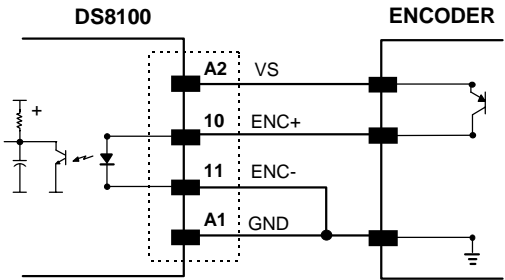 DS8100
ENCODER
A2 VS
10 ENC+
11 ENC-
A1 GND
+